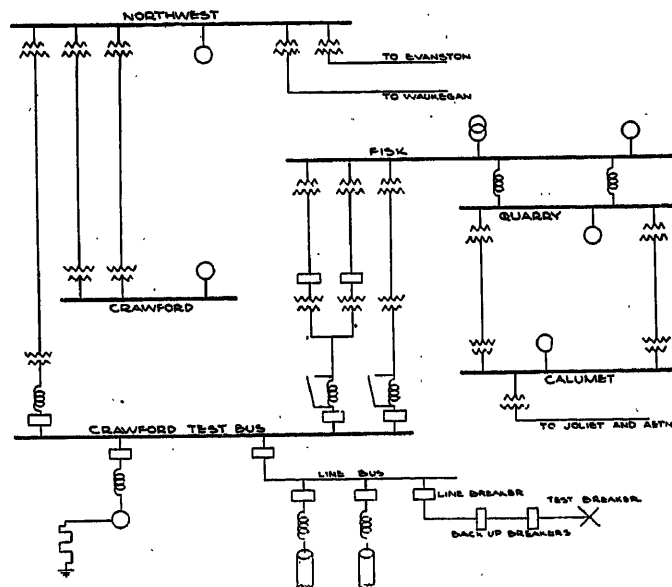 NORTHWEST
TO EVANSTON
TO WAUKEGAN
FISK
QUARRY
CRAWFORD
CALUMET
CRAWFORD TEST BUS
TO JOLIET AND AETN
LINE BUS
LINE BREAKER
TEST BREAKER
BACK UP BREAKERS